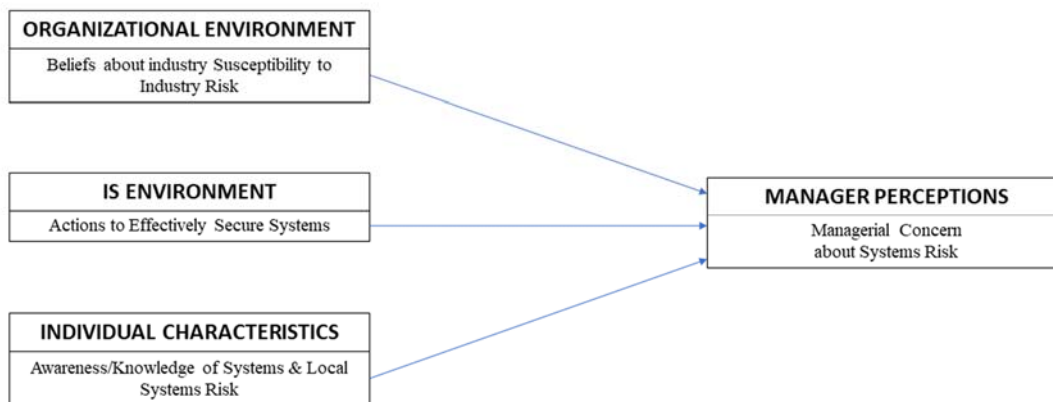 ORGANIZATIONAL ENVIRONMENT
Beliefs about industry Susceptibility to
Industry Risk
IS ENVIRONMENT
Actions to Effectively Secure Systems
INDIVIDUAL CHARACTERISTICS
Awareness/Knowledge of Systems & Local
Systems Risk
MANAGER PERCEPTIONS
Managerial Concern
about Systems Risk